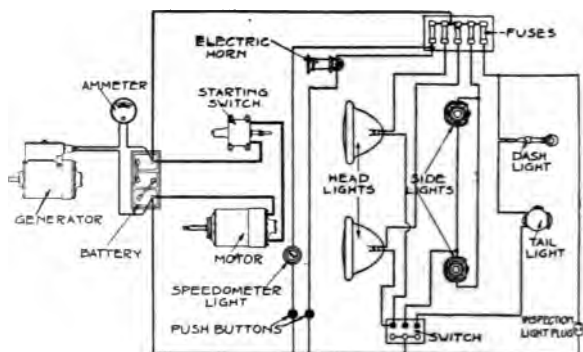 ELECTRIC
HORN
FUSES
AMMETER
STARTING
SWITCH
GENERATOR
BATTERY
MOTOR
HEAD
LIGHTS
SIDE
LIGHTS
DASH
LIGHT
TAIL
LIGHT
SPEEDOMETER
LIGHT
PUSH BUTTONS
SWITCH
INSPECTION
LIGHT PLUG